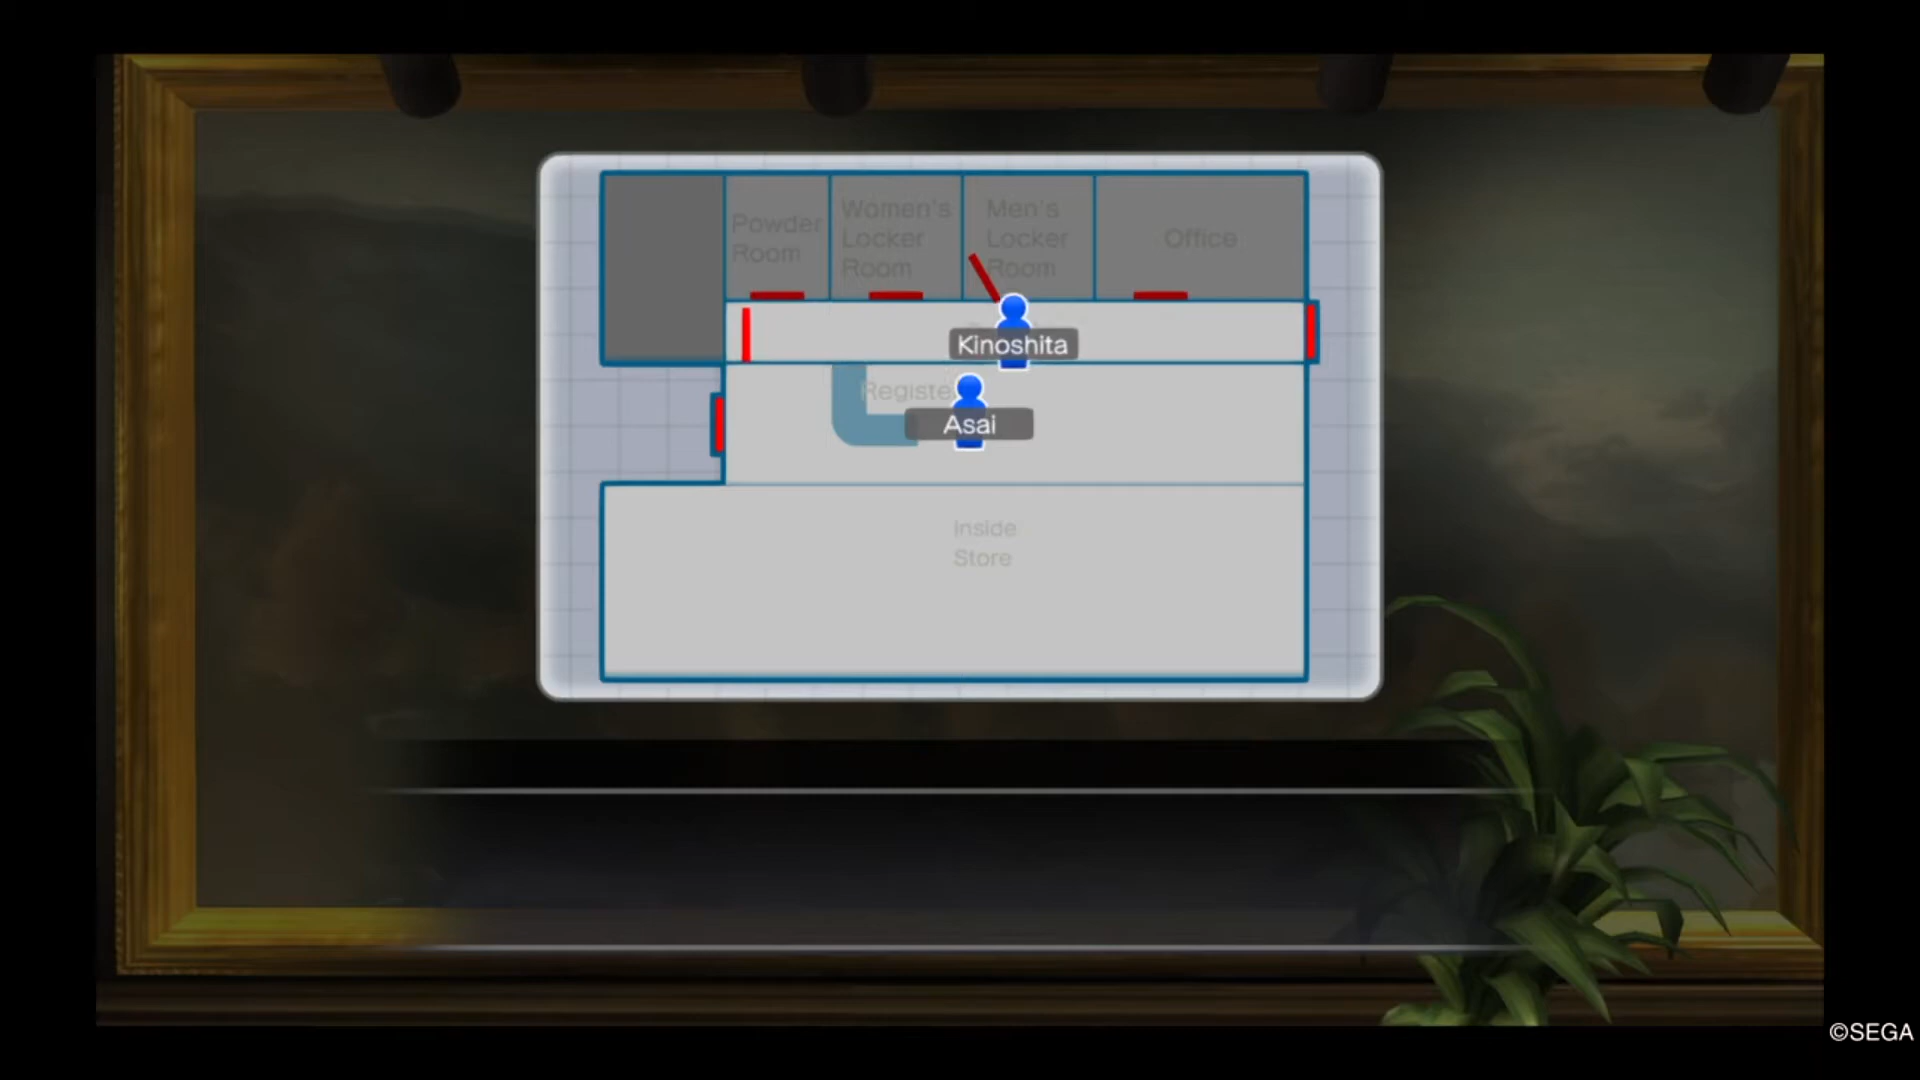 Powder
Room
Women's
Locker
Room
Men's
Locker
Room
Office
Kinoshita
Asai
Inside
Store
©SEGA